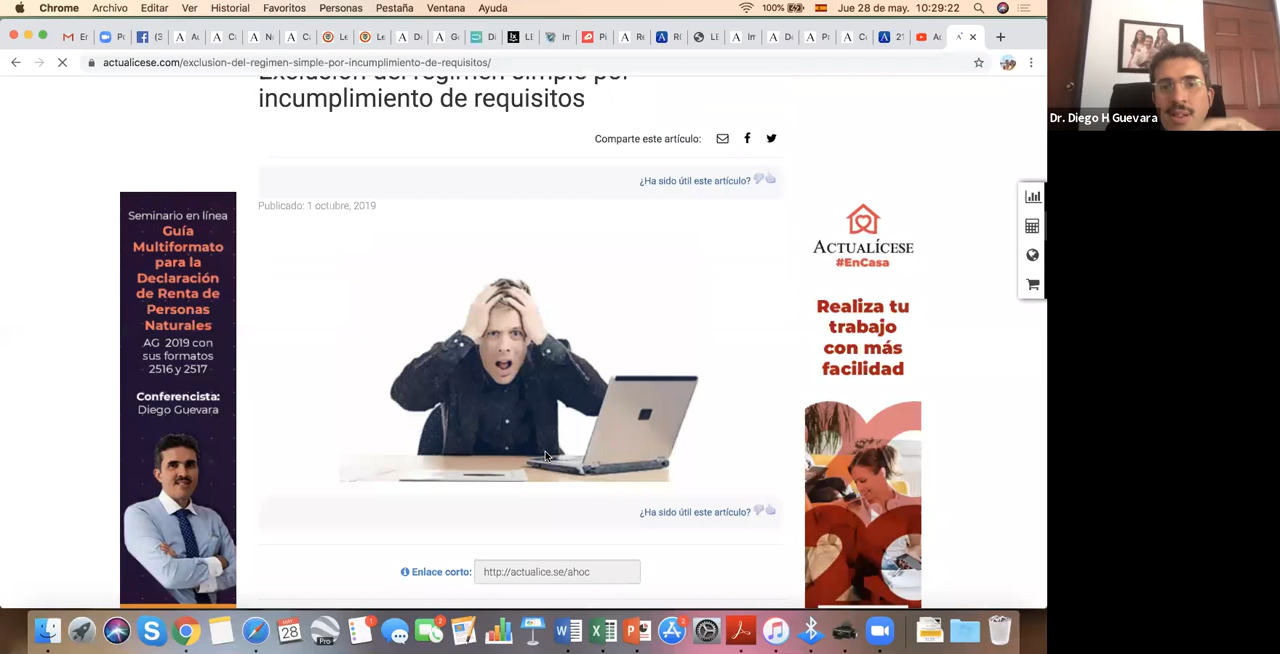 Chrome Archivo Editar Ver Historial Favoritos Personas Pestaña Ventana Ayuda 100% Jue 28 de may. 10:29:22
actualicese.com/exclusion-del-regimen-simple-por-incumplimiento-de-requisitos/
incumplimiento de requisitos
Comparte este artículo:
¿Ha sido útil este artículo?
Publicado: 1 octubre, 2019
Seminario en línea
Guía
Multiformato
para la
Declaración
de Renta de
Personas
Naturales
AG 2019 con
sus formatos
2516 y 2517
Conferencista:
Diego Guevara
ACTUALÍCESE
#EnCasa
Realiza tu
trabajo
con más
facilidad
¿Ha sido útil este artículo?
Enlace corto: http://actualice.se/ahoc
Dr. Diego H Guevara
MAY
28
Pro